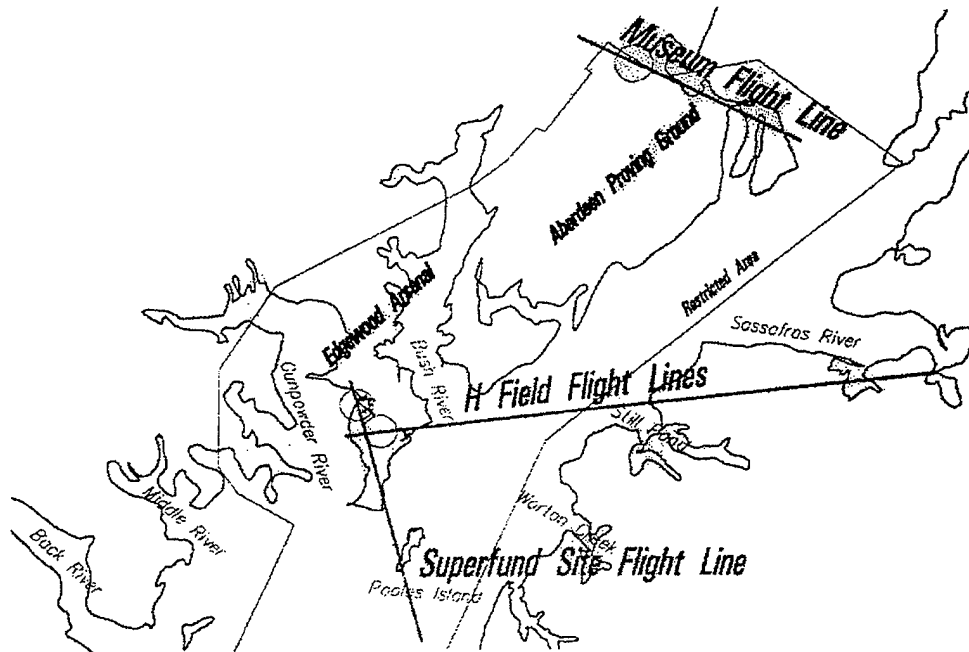 Museum Flight Line
Aberdeen Proving Ground
Restricted Area
Edgewood Arsenal
Sassafras River
Bush River
H Field Flight Lines
Gunpowder River
Still Pond
Middle River
Worton Creek
Back River
Superfund Site Flight Line
Pooles Island